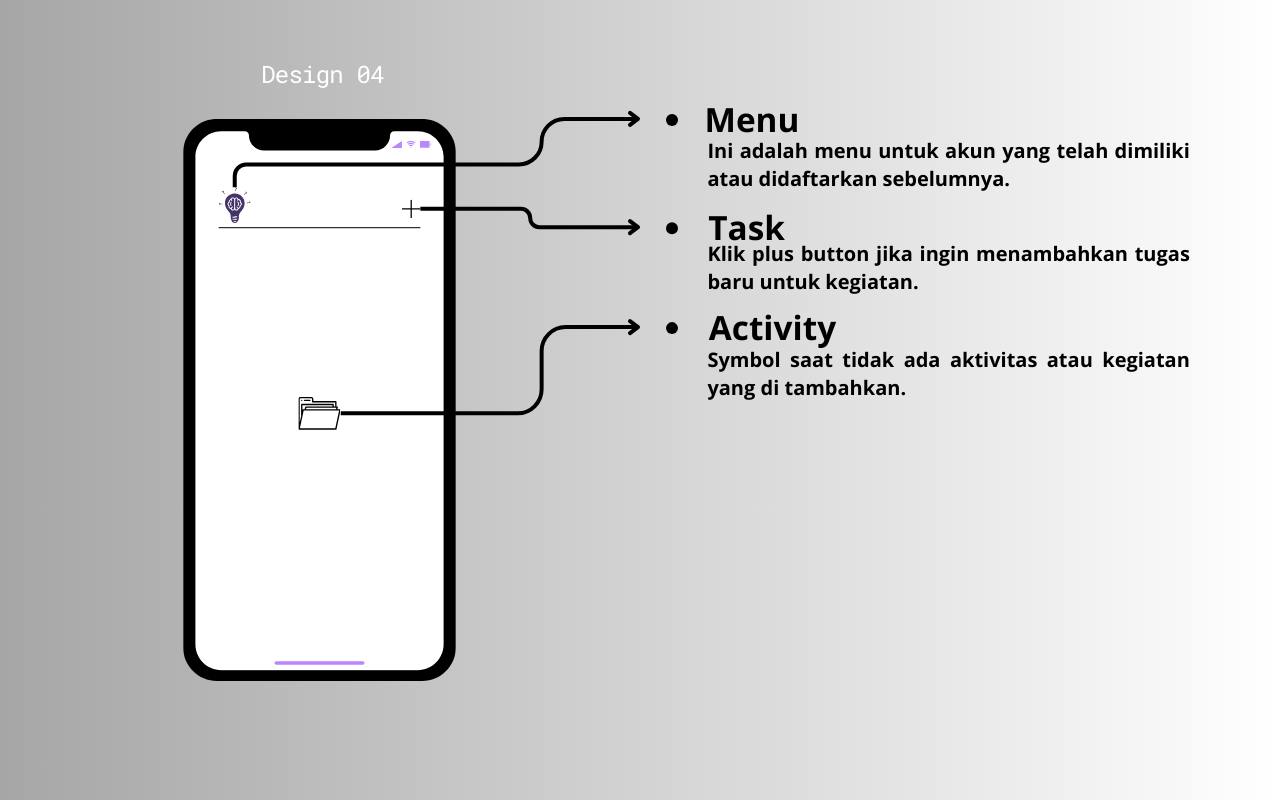 Design 04
Menu
Ini adalah menu untuk akun yang telah dimiliki
atau didaftarkan sebelumnya.
Task
Klik plus button jika ingin menambahkan tugas
baru untuk kegiatan.
Activity
Symbol saat tidak ada aktivitas atau kegiatan
yang di tambahkan.